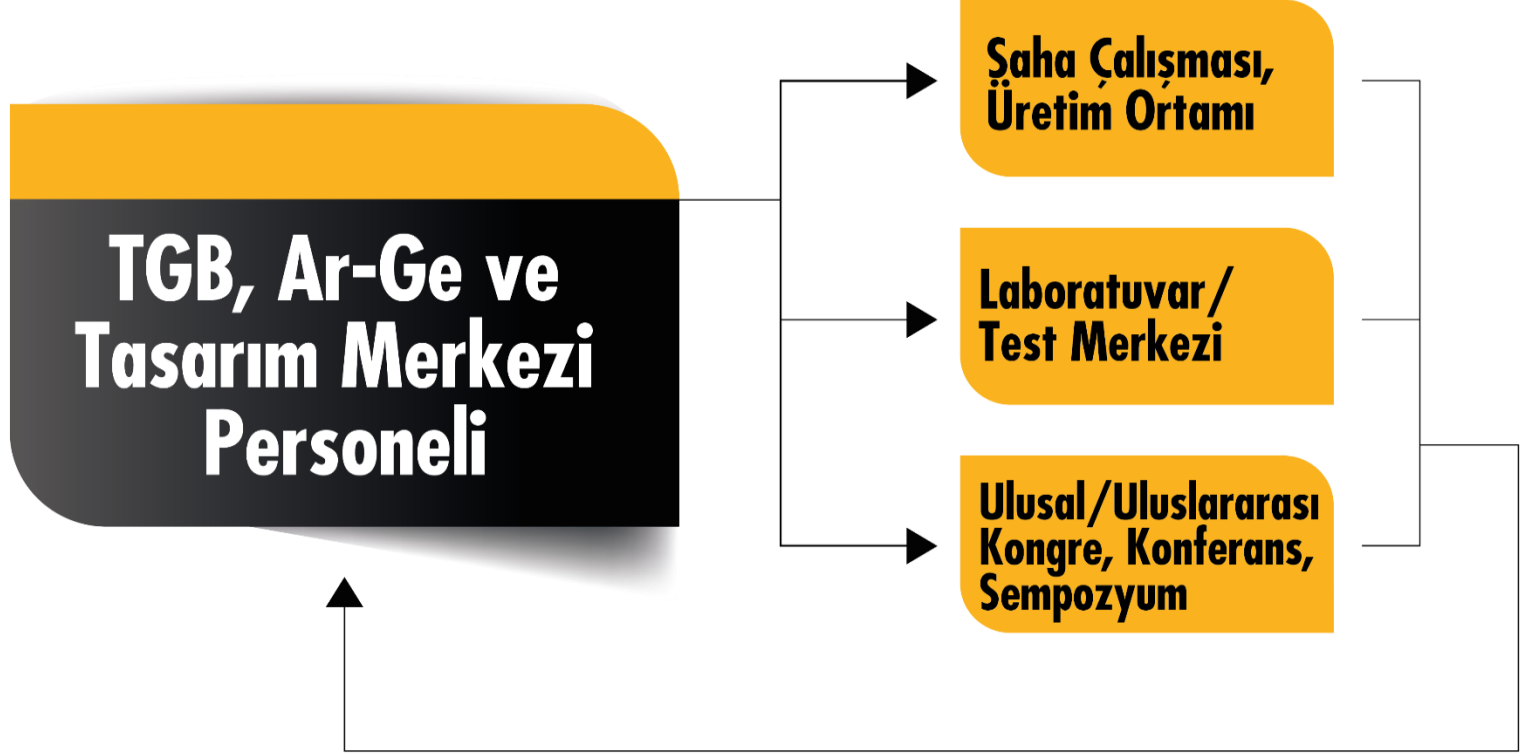 TGB, Ar-Ge ve
Tasarım Merkezi
Personeli
Saha Çalışması,
Üretim Ortamı
Laboratuvar/
Test Merkezi
Ulusal/Uluslararası
Kongre, Konferans,
Sempozyum